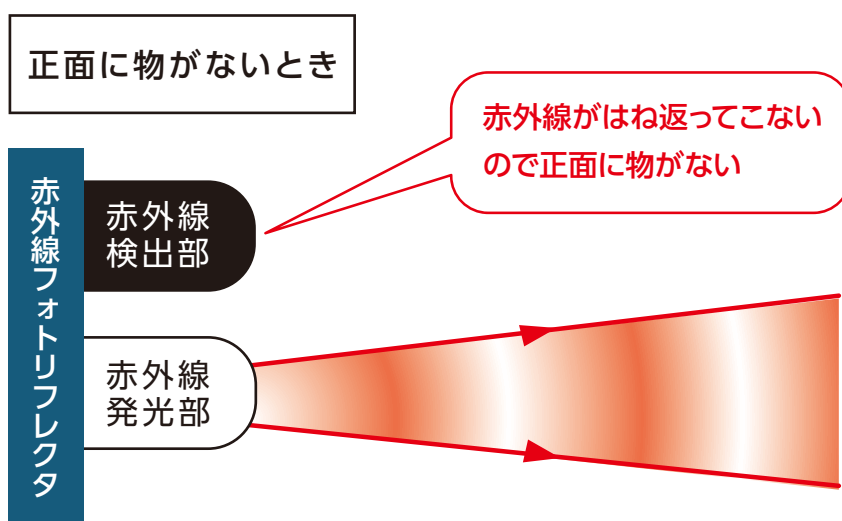 正面に物がないとき
赤外線がはね返ってこない
ので正面に物がない
赤外線フォトリフレクタ
赤外線
検出部
赤外線
発光部